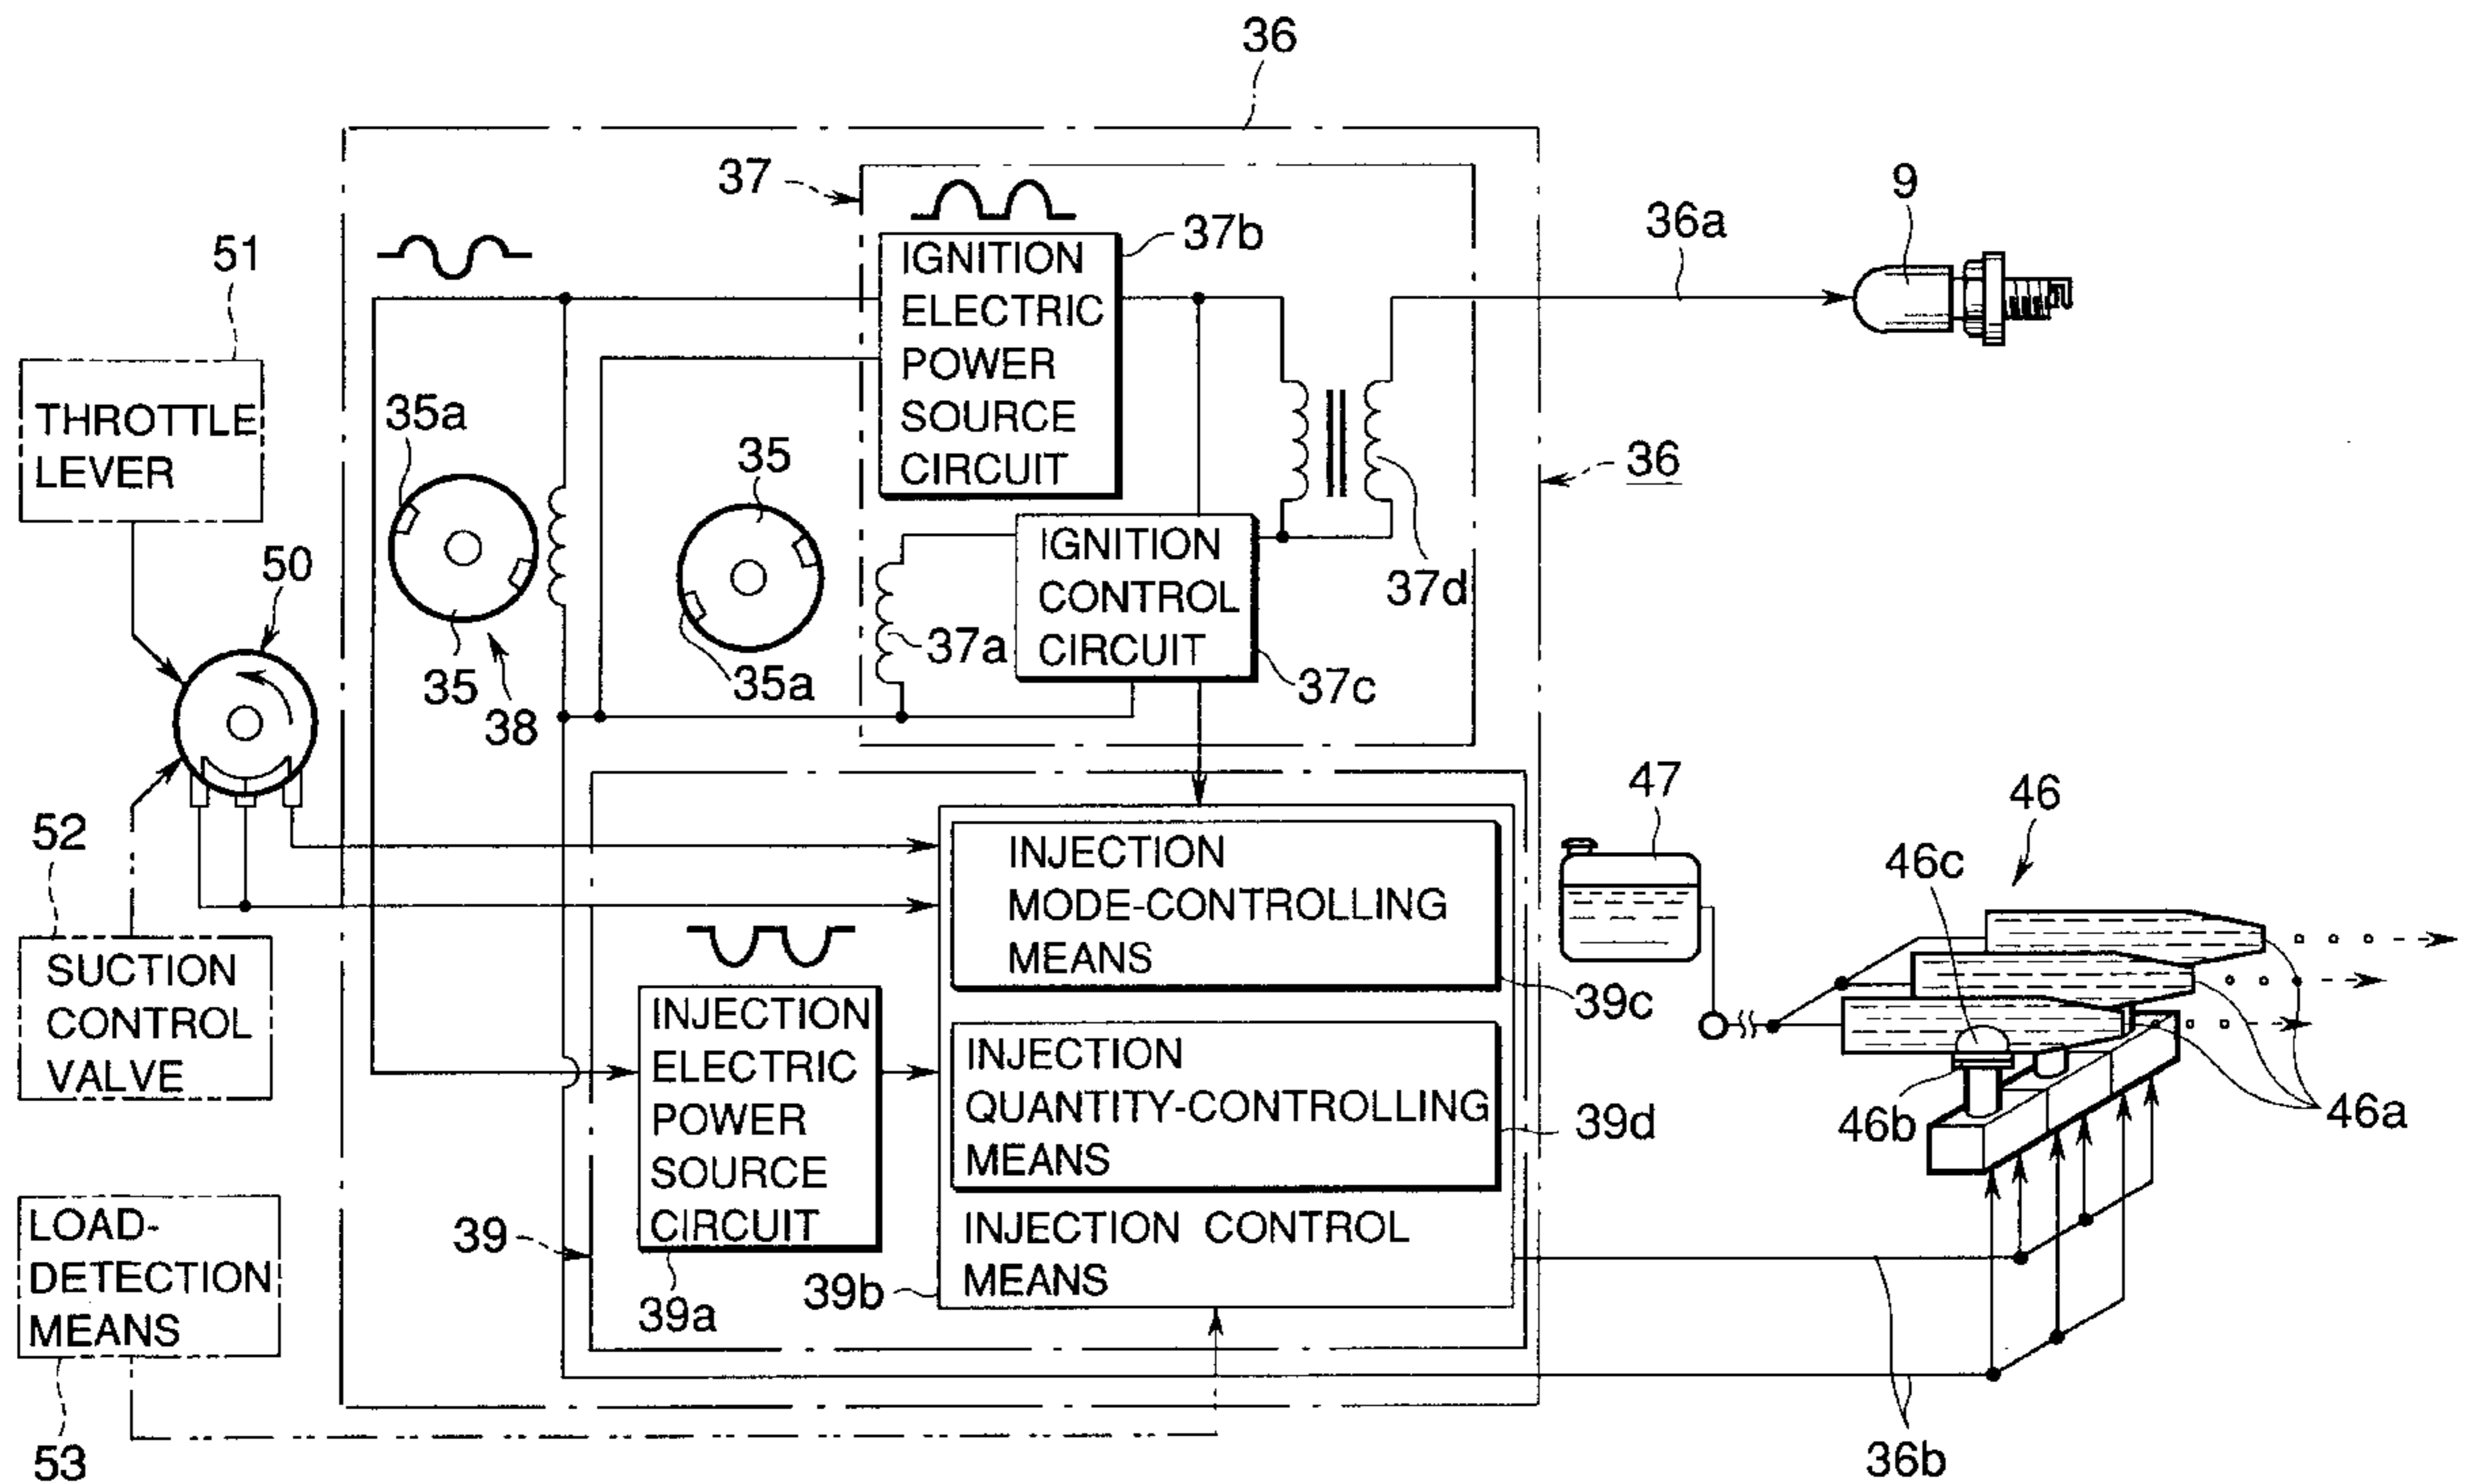 36
37
37b
36a
9
51
IGNITION
ELECTRIC
POWER
SOURCE
CIRCUIT
THROTTLE
LEVER
35a
35
36
50
IGNITION
CONTROL
CIRCUIT
37d
37a
35
38
35a
37c
52
47
46
46c
INJECTION
MODE-CONTROLLING
MEANS
SUCTION
CONTROL
VALVE
39c
INJECTION
ELECTRIC
POWER
SOURCE
CIRCUIT
INJECTION
QUANTITY-CONTROLLING
MEANS
39d
46b
46a
LOAD-
DETECTION
MEANS
39
INJECTION CONTROL
MEANS
39a
39b
53
36b